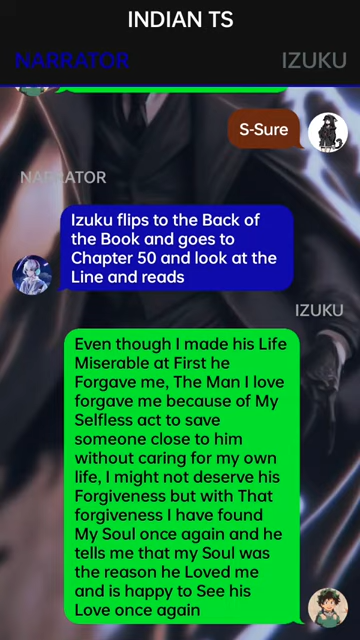 INDIAN TS
NARRATOR
IZUKU
S-Sure
NARRATOR
Izuku flips to the Back of
the Book and goes to
Chapter 50 and look at the
Line and reads
IZUKU
Even though I made his Life
Miserable at First he
Forgave me, The Man I love
forgave me because of My
Selfless act to save
someone close to him
without caring for my own
life, I might not deserve his
Forgiveness but with That
forgiveness I have found
My Soul once again and he
tells me that my Soul was
the reason he Loved me
and is happy to See his
Love once again